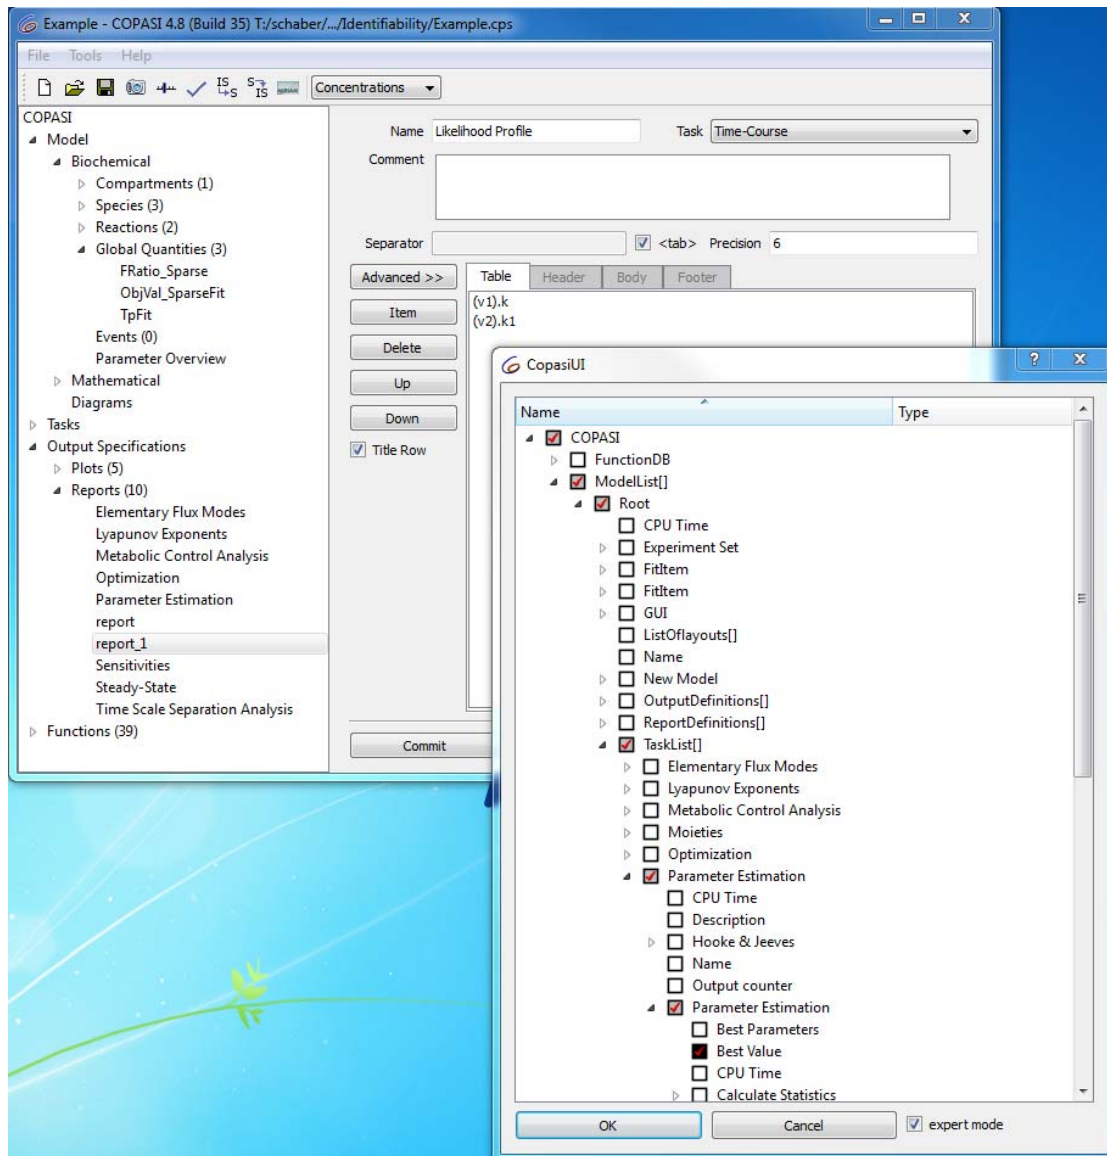 Example - COPASI 4.8 (Build 35) T:/schaber/.../Identifiability/Example.cps
File Tools Help
IS S S IS Concentrations
COPASI
Model
Biochemical
Compartments (1)
Species (3)
Reactions (2)
Global Quantities (3)
FRatio_Sparse
ObjVal_SparseFit
TpFit
Events (0)
Parameter Overview
Mathematical
Diagrams
Tasks
Output Specifications
Plots (5)
Reports (10)
Elementary Flux Modes
Lyapunov Exponents
Metabolic Control Analysis
Optimization
Parameter Estimation
report
report_1
Sensitivities
Steady-State
Time Scale Separation Analysis
Functions (39)
Name Likelihood Profile Task Time-Course
Comment
Separator <tab> Precision 6
Advanced >> Table Header Body Footer
Item
Delete
Up
Down
Title Row
(v1).k
(v2).k1
Commit
CopasiUI
Name Type
COPASI
FunctionDB
ModelList[]
Root
CPU Time
Experiment Set
FitItem
FitItem
GUI
ListOflayouts[]
Name
New Model
OutputDefinitions[]
ReportDefinitions[]
TaskList[]
Elementary Flux Modes
Lyapunov Exponents
Metabolic Control Analysis
Moieties
Optimization
Parameter Estimation
CPU Time
Description
Hooke & Jeeves
Name
Output counter
Parameter Estimation
Best Parameters
Best Value
CPU Time
Calculate Statistics
OK Cancel expert mode